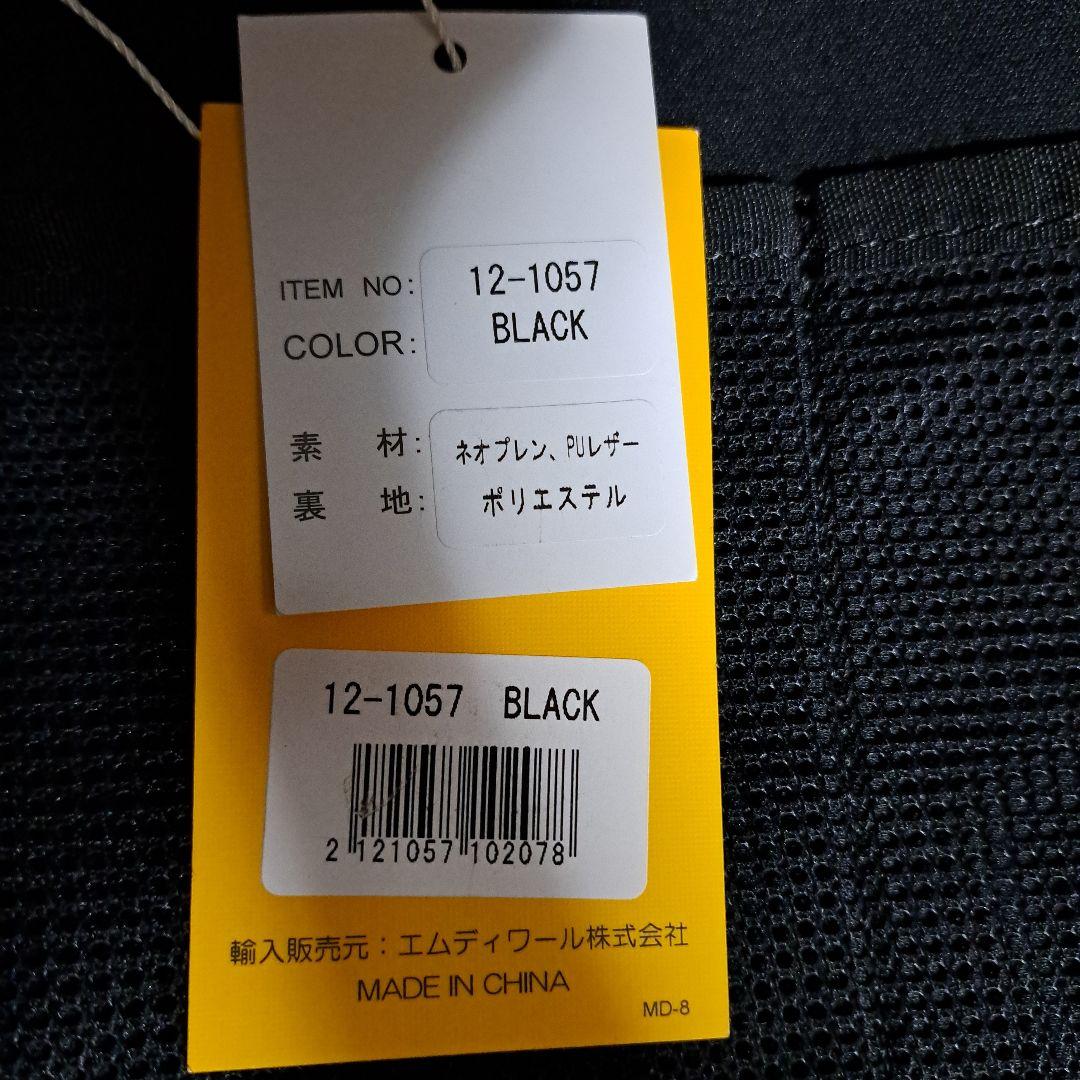 ITEM NO: 12-1057
COLOR: BLACK
素材: ネオプレン、PUレザー
裏地: ポリエステル
12-1057 BLACK
2 121057 102078
輸入販売元:エムディワール株式会社
MADE IN CHINA
MD-8